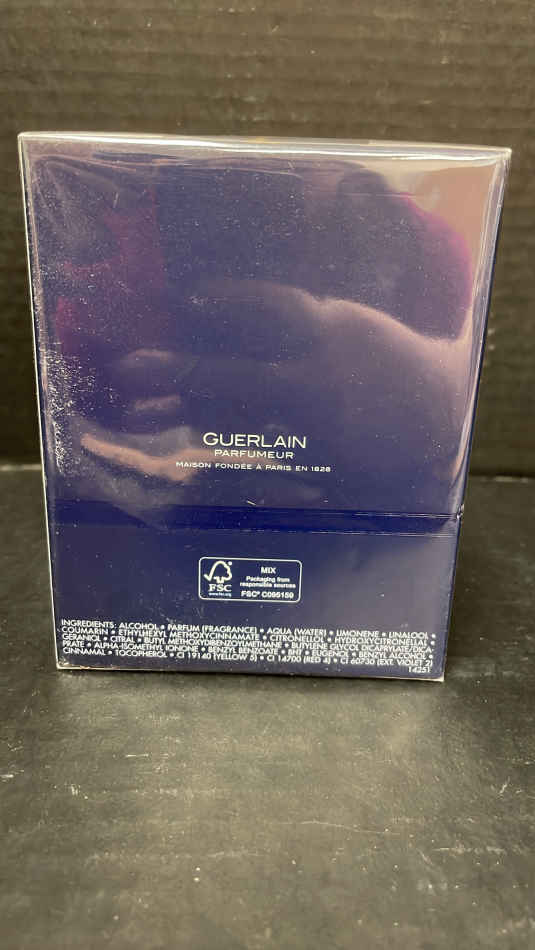 GUERLAIN
PARFUMEUR
MAISON FONDÉE À PARIS EN 1828
FSC
www.fsc.org
MIX
Packaging from
responsible sources
FSC® C095159
INGREDIENTS: ALCOHOL • PARFUM (FRAGRANCE) • AQUA (WATER) • LIMONENE • LINALOOL •
COUMARIN • ETHYLHEXYL METHOXYCINNAMATE • CITRONELLOL • HYDROXYCITRONELLAL •
GERANIOL • CITRAL • BUTYL METHOXYDIBENZOYLMETHANE • BUTYLENE GLYCOL DICAPRYLATE/DICA-
PRATE • ALPHA-ISOMETHYL IONONE • BENZYL BENZOATE • BHT • EUGENOL • BENZYL ALCOHOL •
CINNAMAL • TOCOPHEROL • CI 19140 (YELLOW 5) • CI 14700 (RED 4) • CI 60730 (EXT. VIOLET 2)
14251